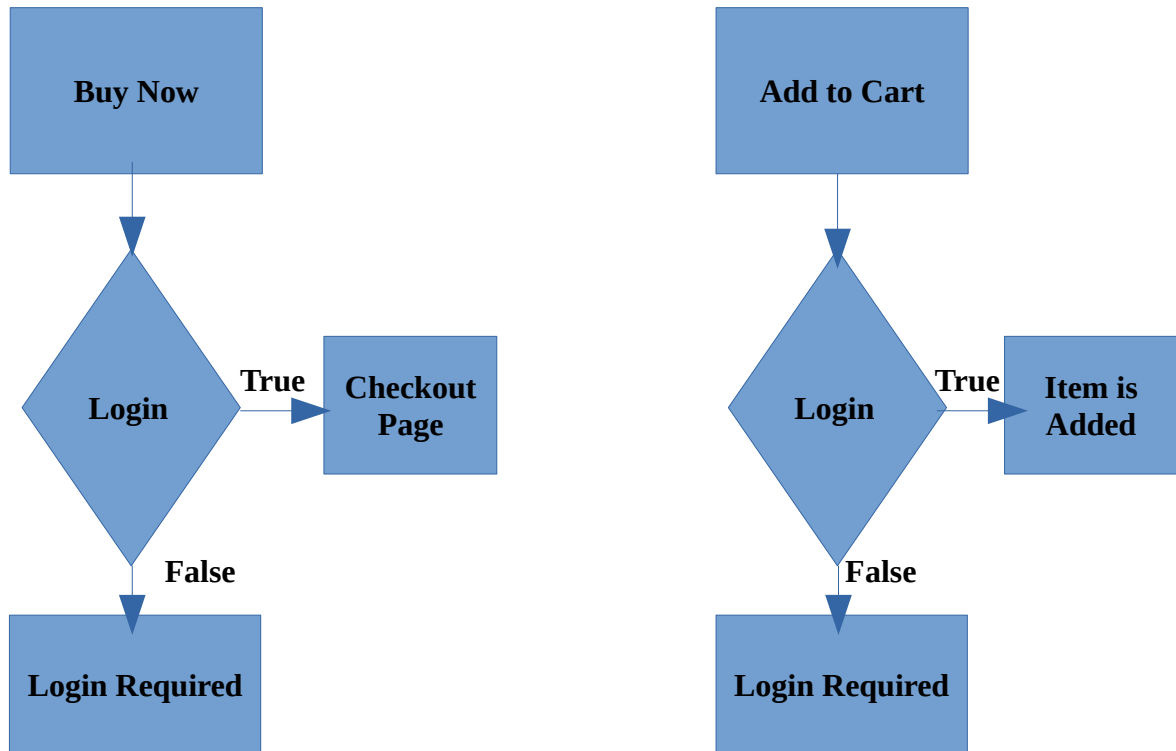 Buy Now
Add to Cart
Login
True
Checkout
Page
Login
True
Item is
Added
False
False
Login Required
Login Required